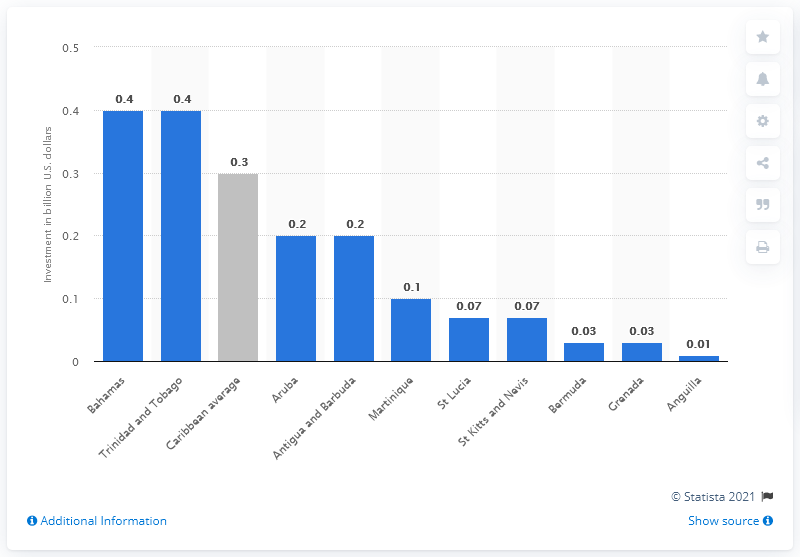 Investment in billion U.S. dollars
0.5
0.4
0.3
0.2
0.1
0
0.4
0.4
0.3
0.2
0.2
0.1
0.07
0.07
0.03
0.03
0.01
Bahamas
Trinidad and Tobago
Caribbean average
Aruba
Antigua and Barbuda
Martinique
St Lucia
St Kitts and Nevis
Bermuda
Grenada
Anguilla
© Statista 2021
Additional Information
Show source